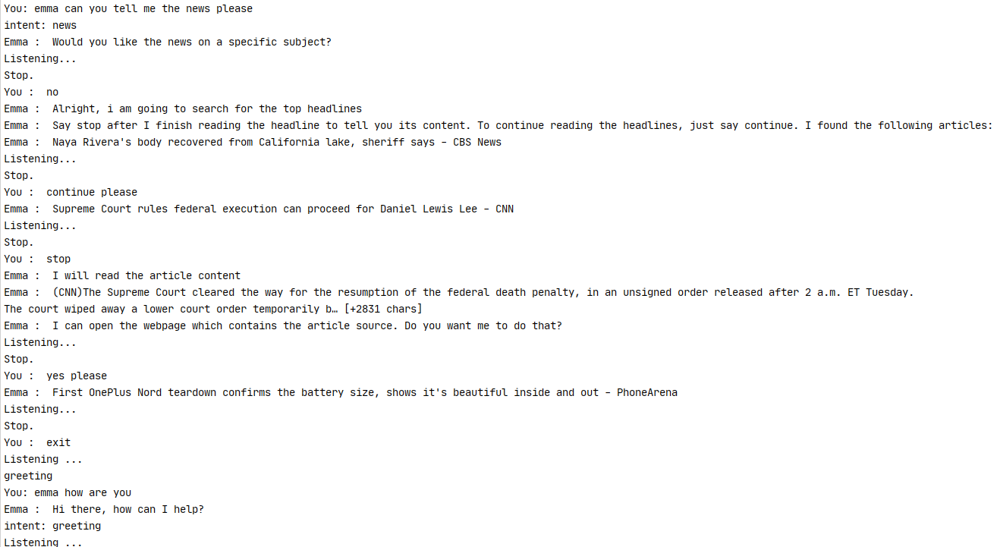 You: emma can you tell me the news please
intent: news
Emma :  Would you like the news on a specific subject?
Listening...
Stop.
You :  no
Emma :  Alright, i am going to search for the top headlines
Emma :  Say stop after I finish reading the headline to tell you its content. To continue reading the headlines, just say continue. I found the following articles:
Emma :  Naya Rivera's body recovered from California lake, sheriff says - CBS News
Listening...
Stop.
You :  continue please
Emma :  Supreme Court rules federal execution can proceed for Daniel Lewis Lee - CNN
Listening...
Stop.
You :  stop
Emma :  I will read the article content
Emma :  (CNN)The Supreme Court cleared the way for the resumption of the federal death penalty, in an unsigned order released after 2 a.m. ET Tuesday.
The court wiped away a lower court order temporarily b… [+2831 chars]
Emma :  I can open the webpage which contains the article source. Do you want me to do that?
Listening...
Stop.
You :  yes please
Emma :  First OnePlus Nord teardown confirms the battery size, shows it's beautiful inside and out - PhoneArena
Listening...
Stop.
You :  exit
Listening ...
greeting
You: emma how are you
Emma :  Hi there, how can I help?
intent: greeting
Listening ...